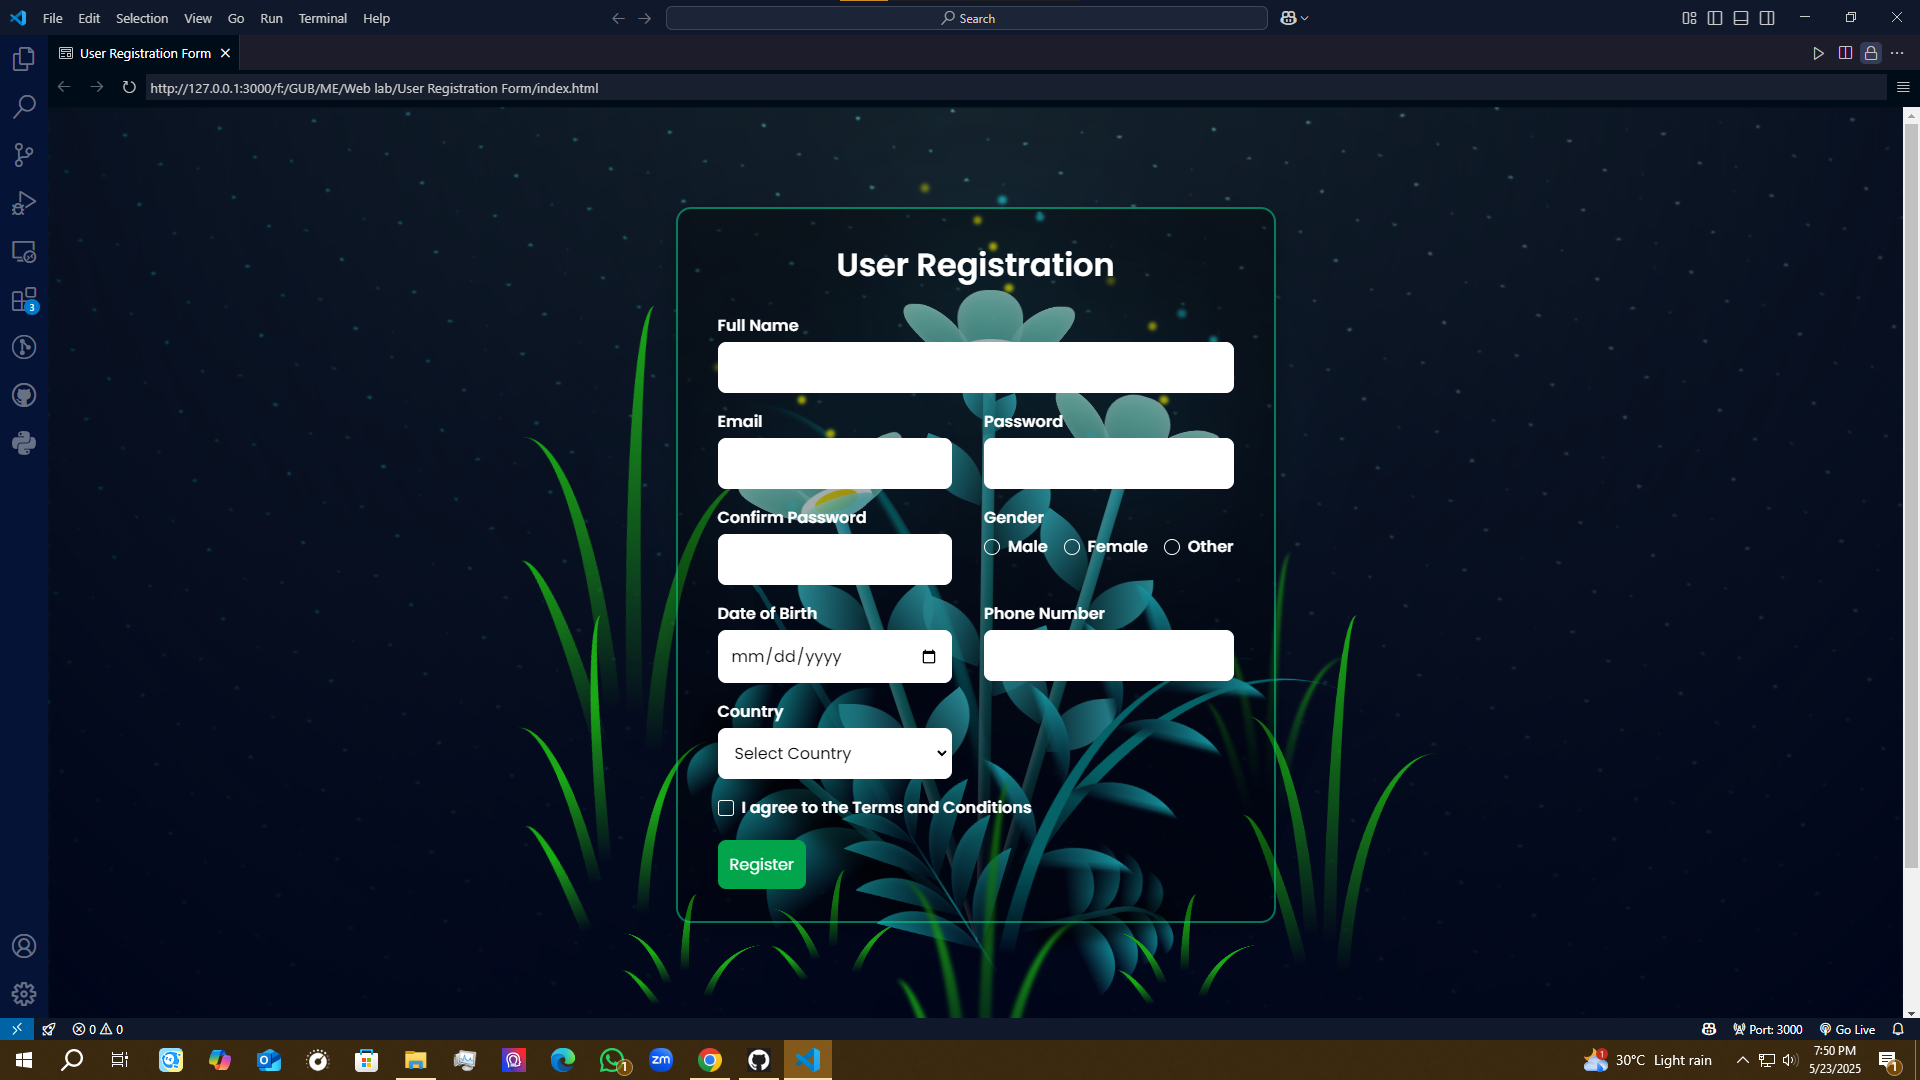 File Edit Selection View Go Run Terminal Help Search
User Registration Form
http://127.0.0.1:3000/f:/GUB/ME/Web lab/User Registration Form/index.html
3
User Registration
Full Name
Email Password
Confirm Password Gender
Male Female Other
Date of Birth Phone Number
mm/dd/yyyy
Country
Select Country
I agree to the Terms and Conditions
Register
0 0 Port: 3000 Go Live
zm 1 1 30°C Light rain 7:50 PM 1
5/23/2025